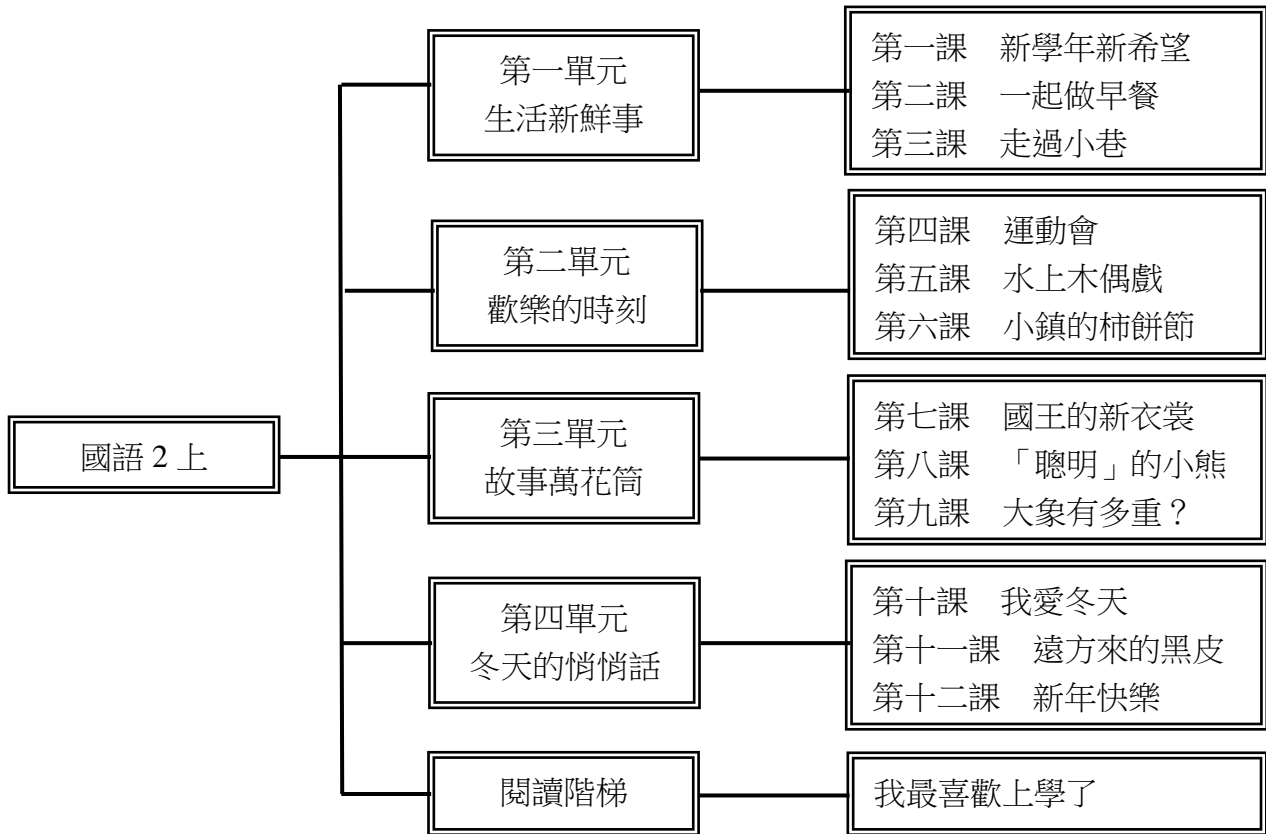 國語 2 上
第一單元
生活新鮮事
第一課　新學年新希望
第二課　一起做早餐
第三課　走過小巷
第二單元
歡樂的時刻
第四課　運動會
第五課　水上木偶戲
第六課　小鎮的柿餅節
第三單元
故事萬花筒
第七課　國王的新衣裳
第八課　「聰明」的小熊
第九課　大象有多重？
第四單元
冬天的悄悄話
第十課　我愛冬天
第十一課　遠方來的黑皮
第十二課　新年快樂
閱讀階梯
我最喜歡上學了